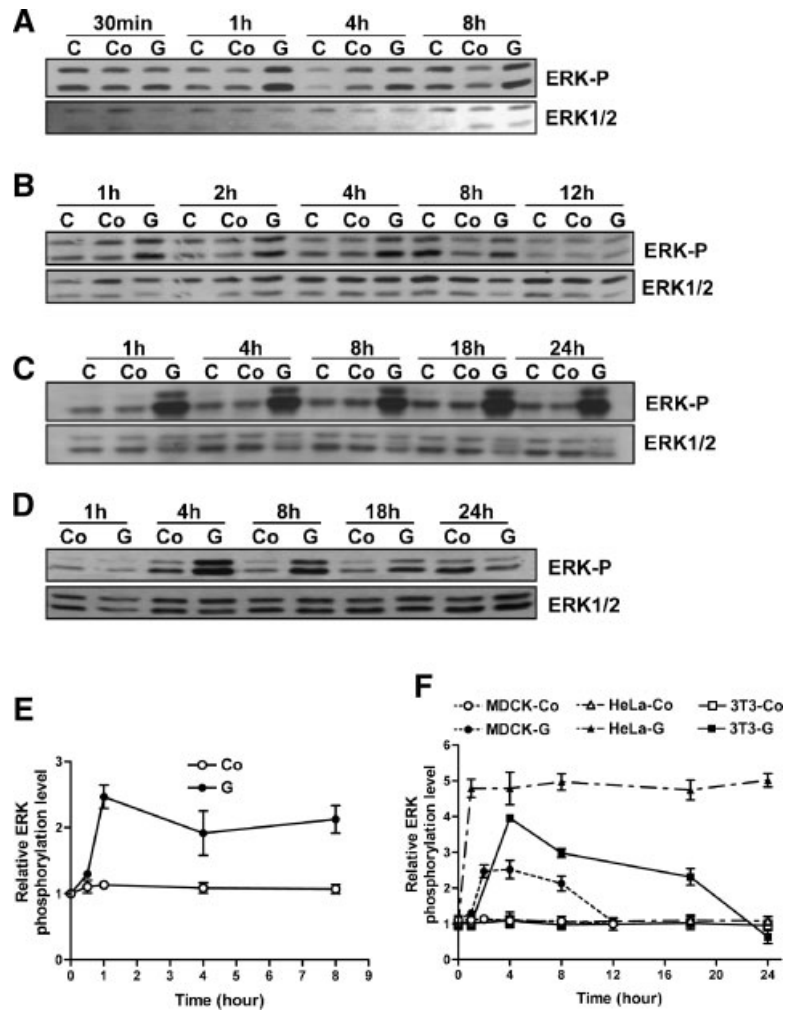 A
30min 1h 4h 8h
C Co G C Co G C Co G C Co G
ERK-P
ERK1/2
B
1h 2h 4h 8h 12h
C Co G C Co G C Co G C Co G C Co G
ERK-P
ERK1/2
C
1h 4h 8h 18h 24h
C Co G C Co G C Co G C Co G C Co G
ERK-P
ERK1/2
D
1h 4h 8h 18h 24h
Co G Co G Co G Co G Co G
ERK-P
ERK1/2
E
Co
G
Relative ERK
phosphorylation level
3
2
1
0
0 1 2 3 4 5 6 7 8 9
Time (hour)
F
MDCK-Co HeLa-Co 3T3-Co
MDCK-G HeLa-G 3T3-G
Relative ERK
phosphorylation level
6
5
4
3
2
1
0
0 4 8 12 16 20 24
Time (hour)